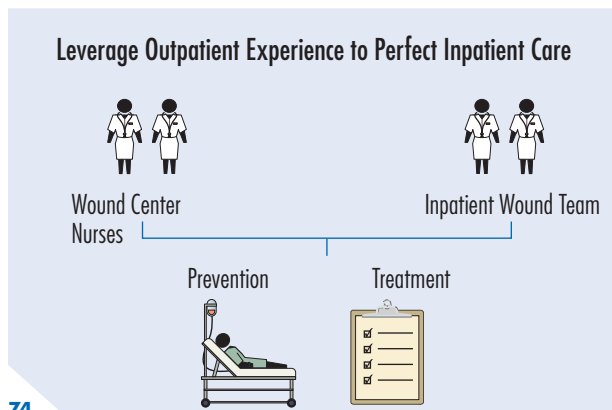 Leverage Outpatient Experience to Perfect Inpatient Care
Wound Center
Nurses
Inpatient Wound Team
Prevention
Treatment
74